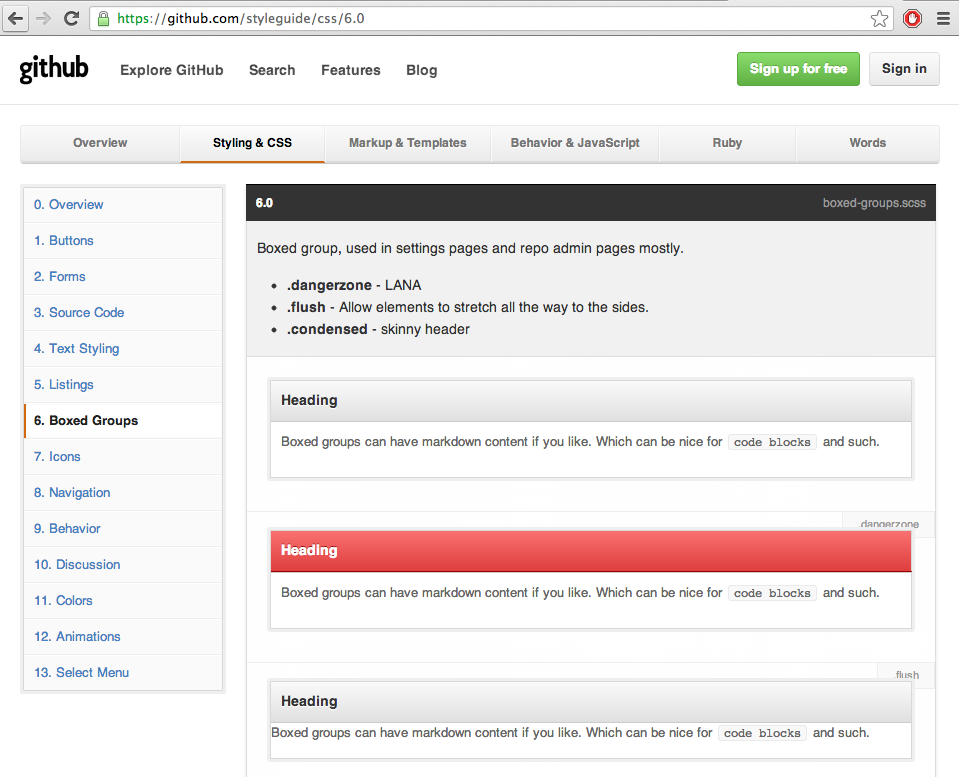 https://github.com/styleguide/css/6.0
github
Explore GitHub Search Features Blog
Sign up for free Sign in
Overview Styling & CSS Markup & Templates Behavior & JavaScript Ruby Words
0. Overview
1. Buttons
2. Forms
3. Source Code
4. Text Styling
5. Listings
6. Boxed Groups
7. Icons
8. Navigation
9. Behavior
10. Discussion
11. Colors
12. Animations
13. Select Menu
6.0 boxed-groups.scss
Boxed group, used in settings pages and repo admin pages mostly.
.dangerzone - LANA
.flush - Allow elements to stretch all the way to the sides.
.condensed - skinny header
Heading
Boxed groups can have markdown content if you like. Which can be nice for code blocks and such.
.dangerzone
Heading
Boxed groups can have markdown content if you like. Which can be nice for code blocks and such.
.flush
Heading
Boxed groups can have markdown content if you like. Which can be nice for code blocks and such.